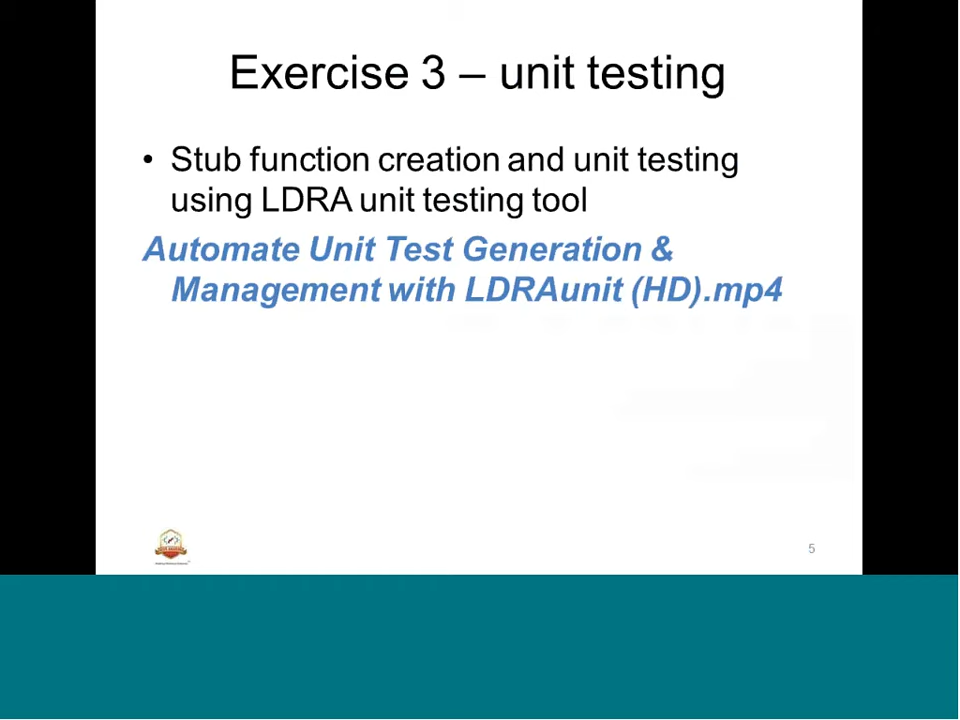 Exercise 3 – unit testing
• Stub function creation and unit testing
using LDRA unit testing tool
Automate Unit Test Generation &
Management with LDRAunit (HD).mp4
5